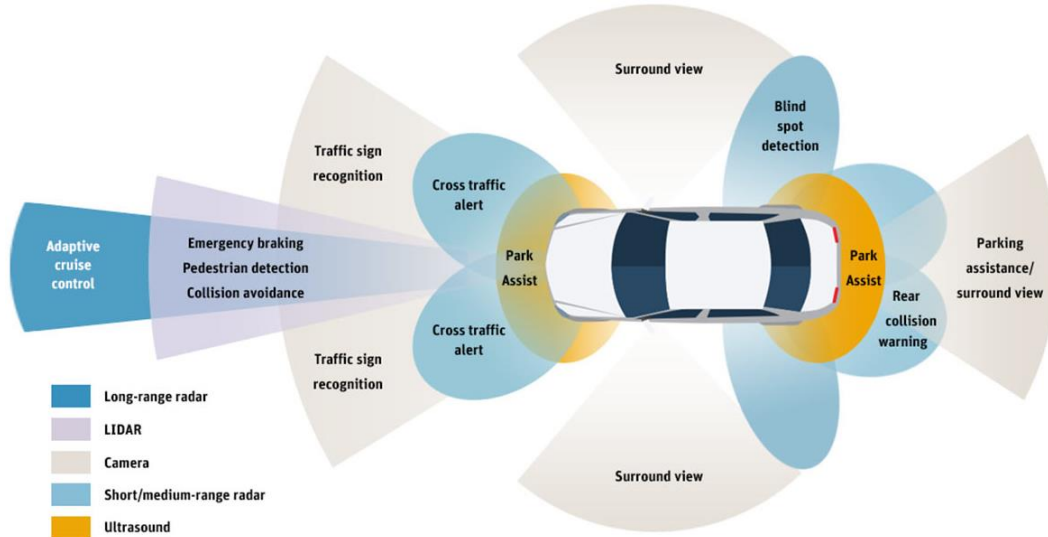 Surround view
Blind
spot
detection
Traffic sign
recognition
Cross traffic
alert
Adaptive
cruise
control
Emergency braking
Pedestrian detection
Collision avoidance
Park
Assist
Park
Assist
Parking
assistance/
surround view
Rear
collision
warning
Cross traffic
alert
Traffic sign
recognition
Surround view
Long-range radar
LIDAR
Camera
Short/medium-range radar
Ultrasound